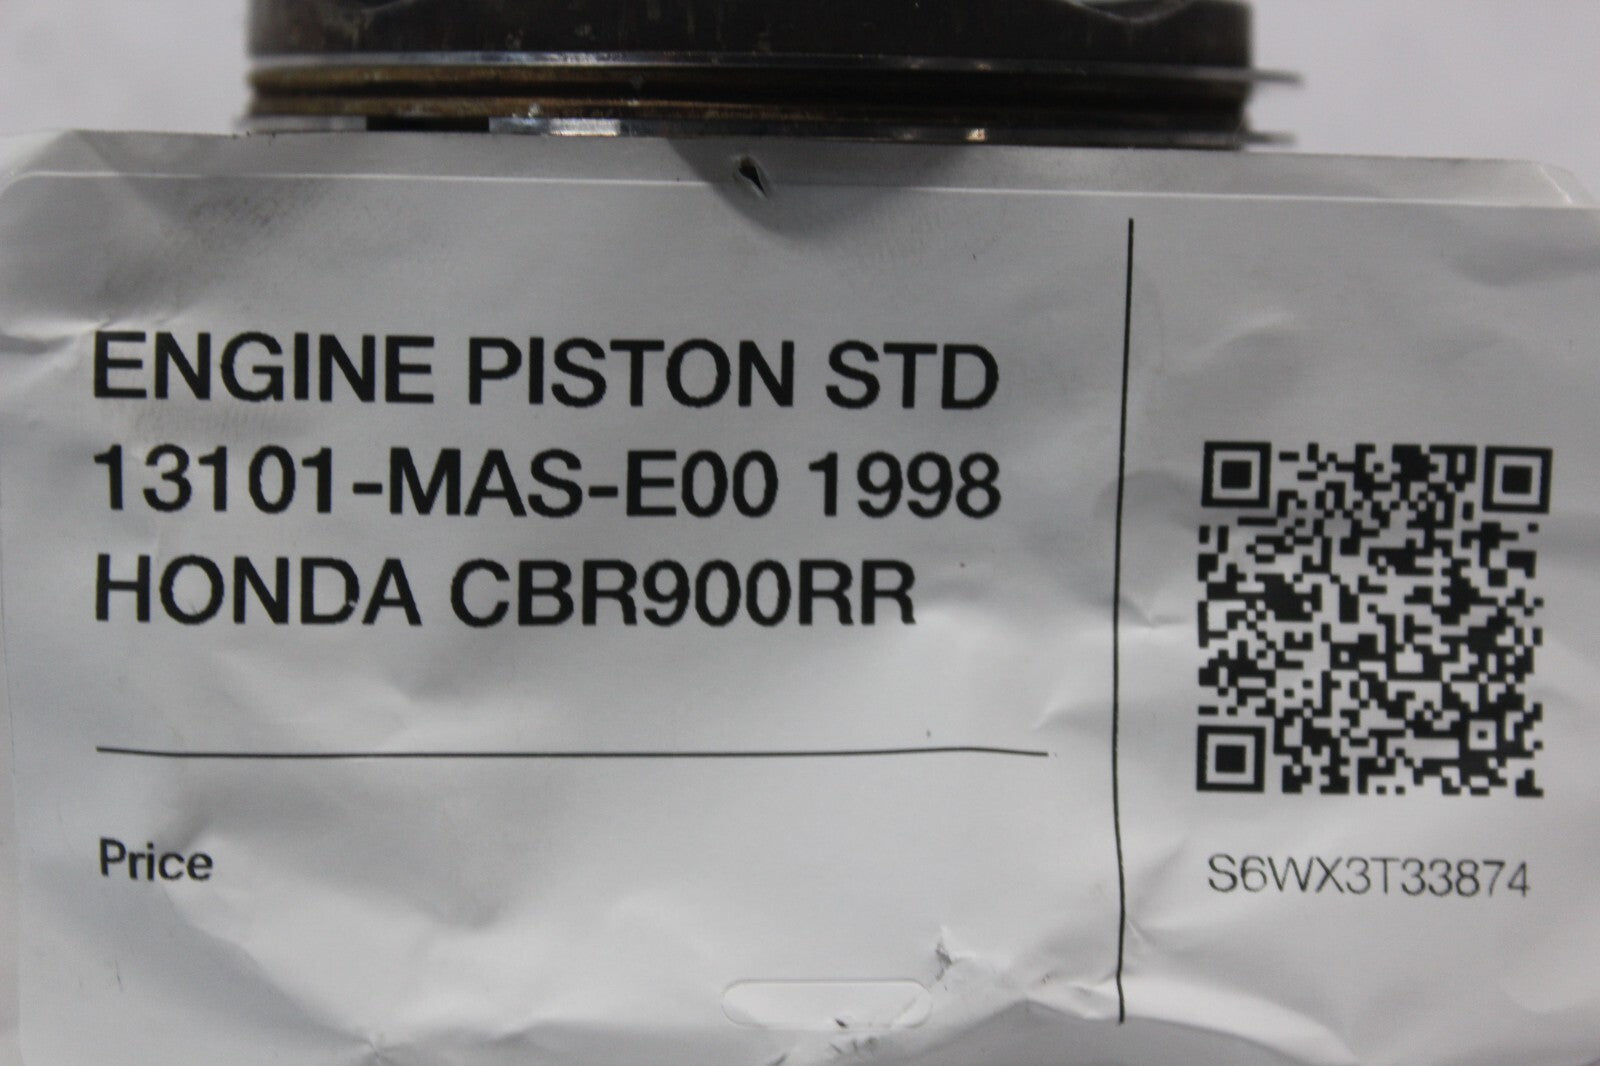 ENGINE PISTON STD
13101-MAS-E00 1998
HONDA CBR900RR
Price
S6WX3T33874